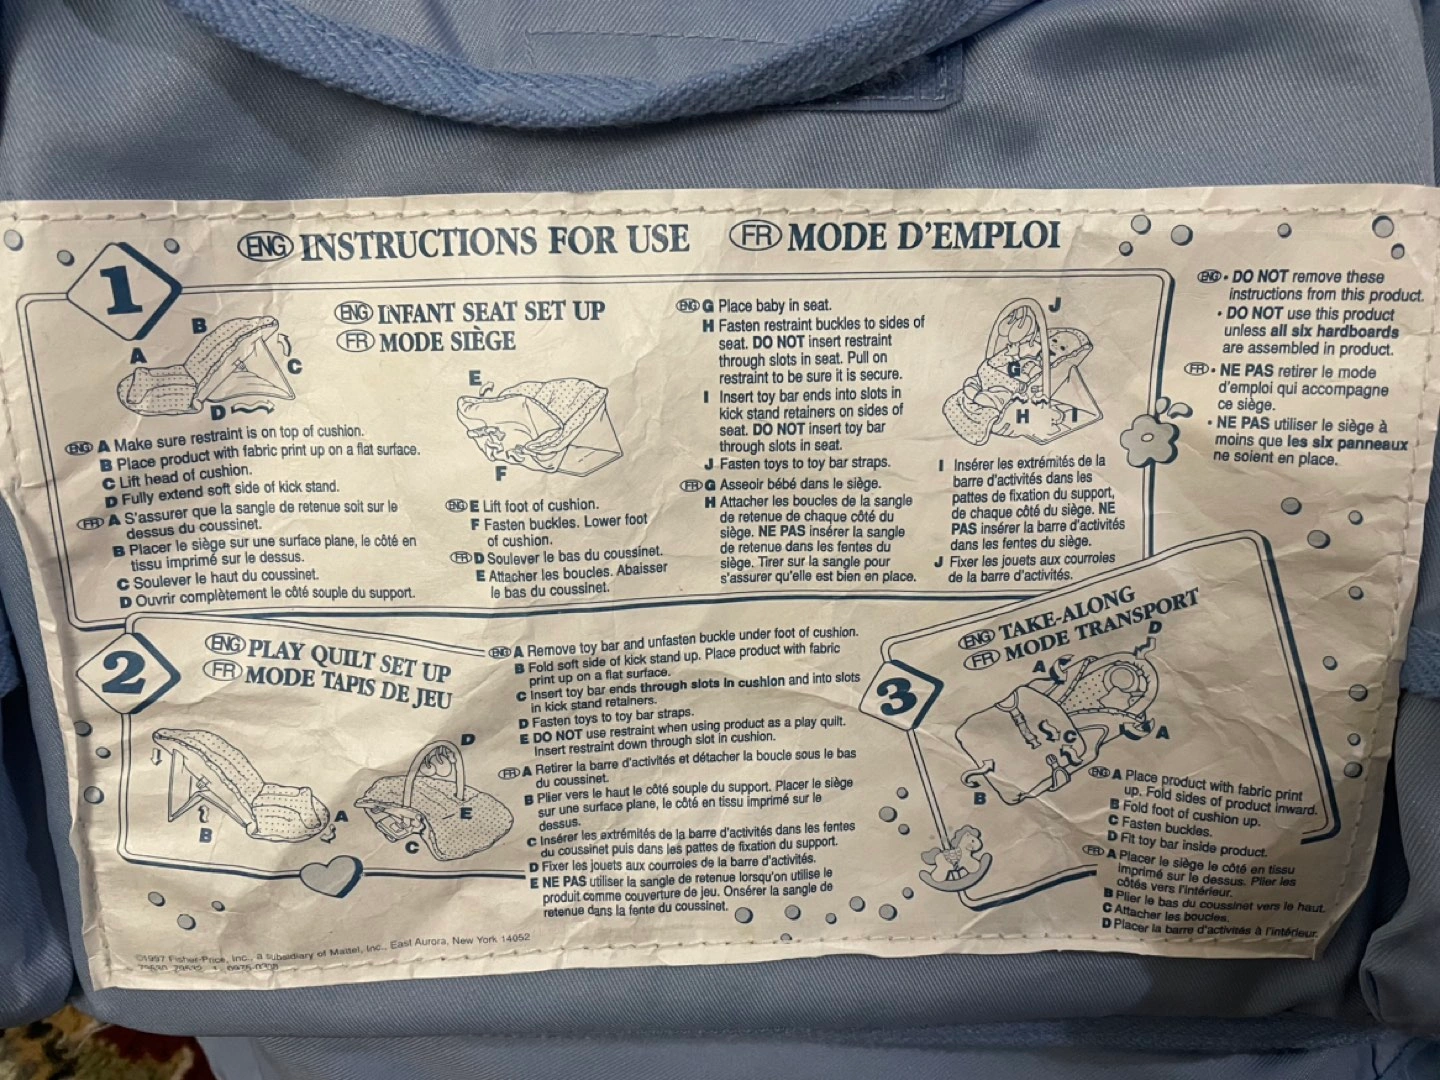 ENG INSTRUCTIONS FOR USE FR MODE D'EMPLOI
1
ENG INFANT SEAT SET UP
FR MODE SIÈGE
B
A
C
D
ENG A Make sure restraint is on top of cushion.
B Place product with fabric print up on a flat surface.
C Lift head of cushion.
D Fully extend soft side of kick stand.
FR A S'assurer que la sangle de retenue soit sur le
dessus du coussinet.
B Placer le siège sur une surface plane, le côté en
tissu imprimé sur le dessus.
C Soulever le haut du coussinet.
D Ouvrir complètement le côté souple du support.
E
F
ENG E Lift foot of cushion.
F Fasten buckles. Lower foot
of cushion.
FR D Soulever le bas du coussinet.
E Attacher les boucles. Abaisser
le bas du coussinet.
ENG G Place baby in seat.
H Fasten restraint buckles to sides of
seat. DO NOT insert restraint
through slots in seat. Pull on
restraint to be sure it is secure.
I Insert toy bar ends into slots in
kick stand retainers on sides of
seat. DO NOT insert toy bar
through slots in seat.
J Fasten toys to toy bar straps.
FR G Asseoir bébé dans le siège.
H Attacher les boucles de la sangle
de retenue de chaque côté du
siège. NE PAS insérer la sangle
de retenue dans les fentes du
siège. Tirer sur la sangle pour
s'assurer qu'elle est bien en place.
J
G
H
I
I Insérer les extrémités de la
barre d'activités dans les
pattes de fixation du support,
de chaque côté du siège. NE
PAS insérer la barre d'activités
dans les fentes du siège.
J Fixer les jouets aux courroies
de la barre d'activités.
ENG • DO NOT remove these
instructions from this product.
• DO NOT use this product
unless all six hardboards
are assembled in product.
FR • NE PAS retirer le mode
d'emploi qui accompagne
ce siège.
• NE PAS utiliser le siège à
moins que les six panneaux
ne soient en place.
2
ENG PLAY QUILT SET UP
FR MODE TAPIS DE JEU
A
B
C
D
E
ENG A Remove toy bar and unfasten buckle under foot of cushion.
B Fold soft side of kick stand up. Place product with fabric
print up on a flat surface.
C Insert toy bar ends through slots in cushion and into slots
in kick stand retainers.
D Fasten toys to toy bar straps.
E DO NOT use restraint when using product as a play quilt.
Insert restraint down through slot in cushion.
FR A Retirer la barre d'activités et détacher la boucle sous le bas
du coussinet.
B Plier vers le haut le côté souple du support. Placer le siège
sur une surface plane, le côté en tissu imprimé sur le
dessus.
C Insérer les extrémités de la barre d'activités dans les fentes
du coussinet puis dans les pattes de fixation du support.
D Fixer les jouets aux courroies de la barre d'activités.
E NE PAS utiliser la sangle de retenue lorsqu'on utilise le
produit comme couverture de jeu. Onsérer la sangle de
retenue dans la fente du coussinet.
3
ENG TAKE-ALONG
FR MODE TRANSPORT
D
A
C
A
B
ENG A Place product with fabric print
up. Fold sides of product inward.
B Fold foot of cushion up.
C Fasten buckles.
D Fit toy bar inside product.
FR A Placer le siège le côté en tissu
imprimé sur le dessus. Plier les
côtés vers l'intérieur.
B Plier le bas du coussinet vers le haut.
C Attacher les boucles.
D Placer la barre d'activités à l'intérieur.
©1997 Fisher-Price, Inc., a subsidiary of Mattel, Inc., East Aurora, New York 14052